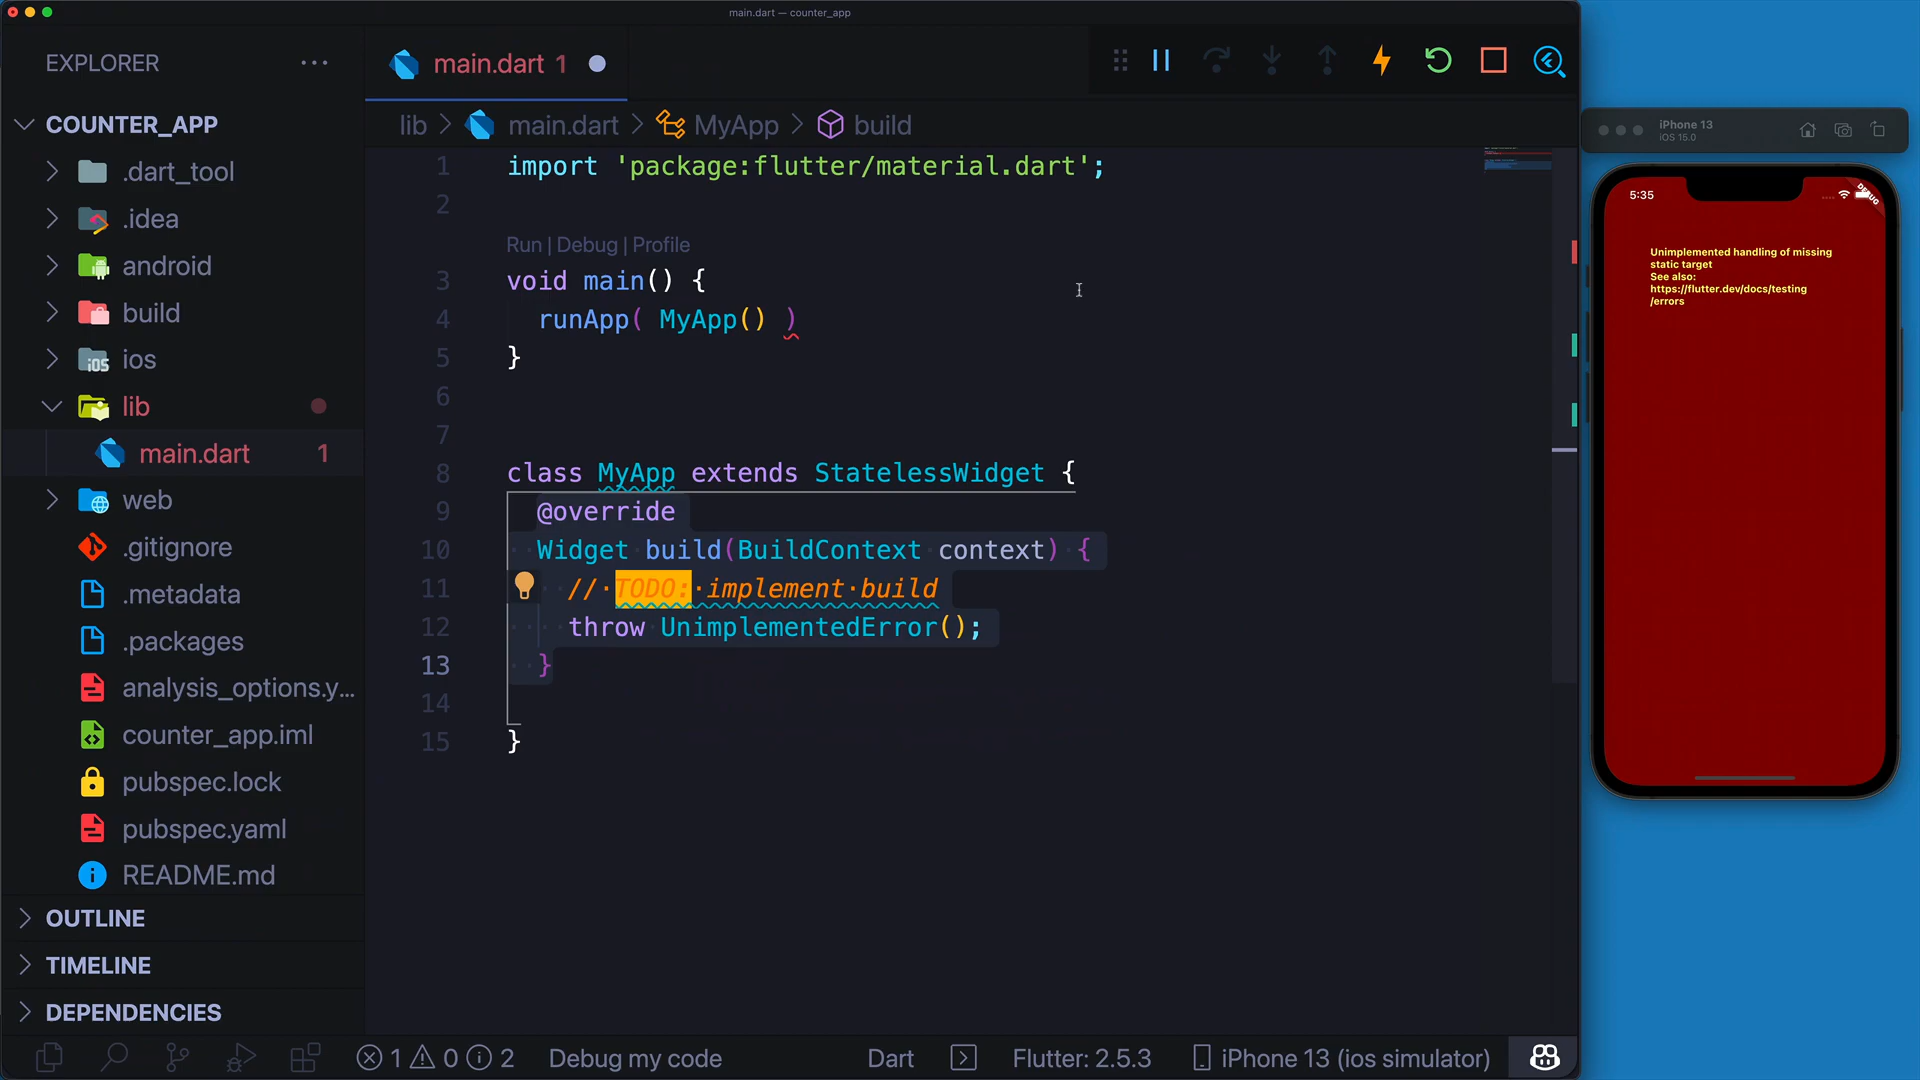 main.dart — counter_app
EXPLORER
main.dart 1
COUNTER_APP
lib > main.dart > MyApp > build
.dart_tool
.idea
android
build
ios
lib
main.dart 1
web
.gitignore
.metadata
.packages
analysis_options.y...
counter_app.iml
pubspec.lock
pubspec.yaml
README.md
OUTLINE
TIMELINE
DEPENDENCIES
1 import 'package:flutter/material.dart';
2
Run | Debug | Profile
3 void main() {
4 runApp( MyApp() )
5 }
6
7
8 class MyApp extends StatelessWidget {
9 @override
10 Widget build(BuildContext context) {
11 // TODO: implement build
12 throw UnimplementedError();
13 }
14
15 }
1 0 2 Debug my code Dart Flutter: 2.5.3 iPhone 13 (ios simulator)
iPhone 13
iOS 15.0
5:35
DEBUG
Unimplemented handling of missing
static target
See also:
https://flutter.dev/docs/testing
/errors